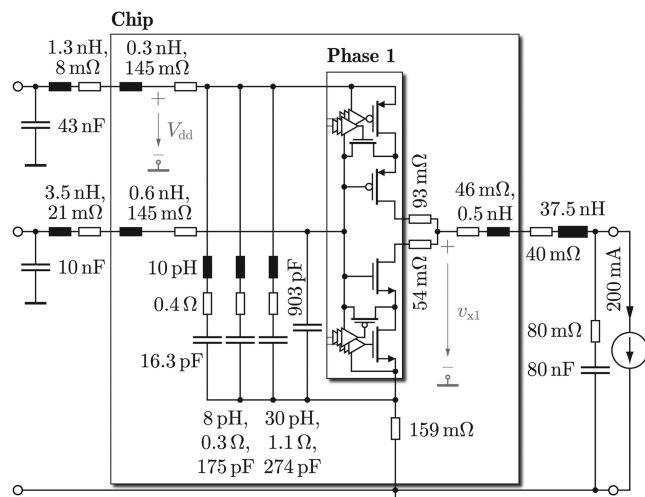 Chip
1.3 nH,
8 mΩ
0.3 nH,
145 mΩ
Phase 1
43 nF
+
V_dd
−
3.5 nH,
21 mΩ
0.6 nH,
145 mΩ
93 mΩ
46 mΩ,
0.5 nH
37.5 nH
40 mΩ
10 nF
10 pH
0.4 Ω
16.3 pF
903 pF
54 mΩ
+
v_x1
−
200 mA
80 mΩ
80 nF
8 pH,
0.3 Ω,
175 pF
30 pH,
1.1 Ω,
274 pF
159 mΩ